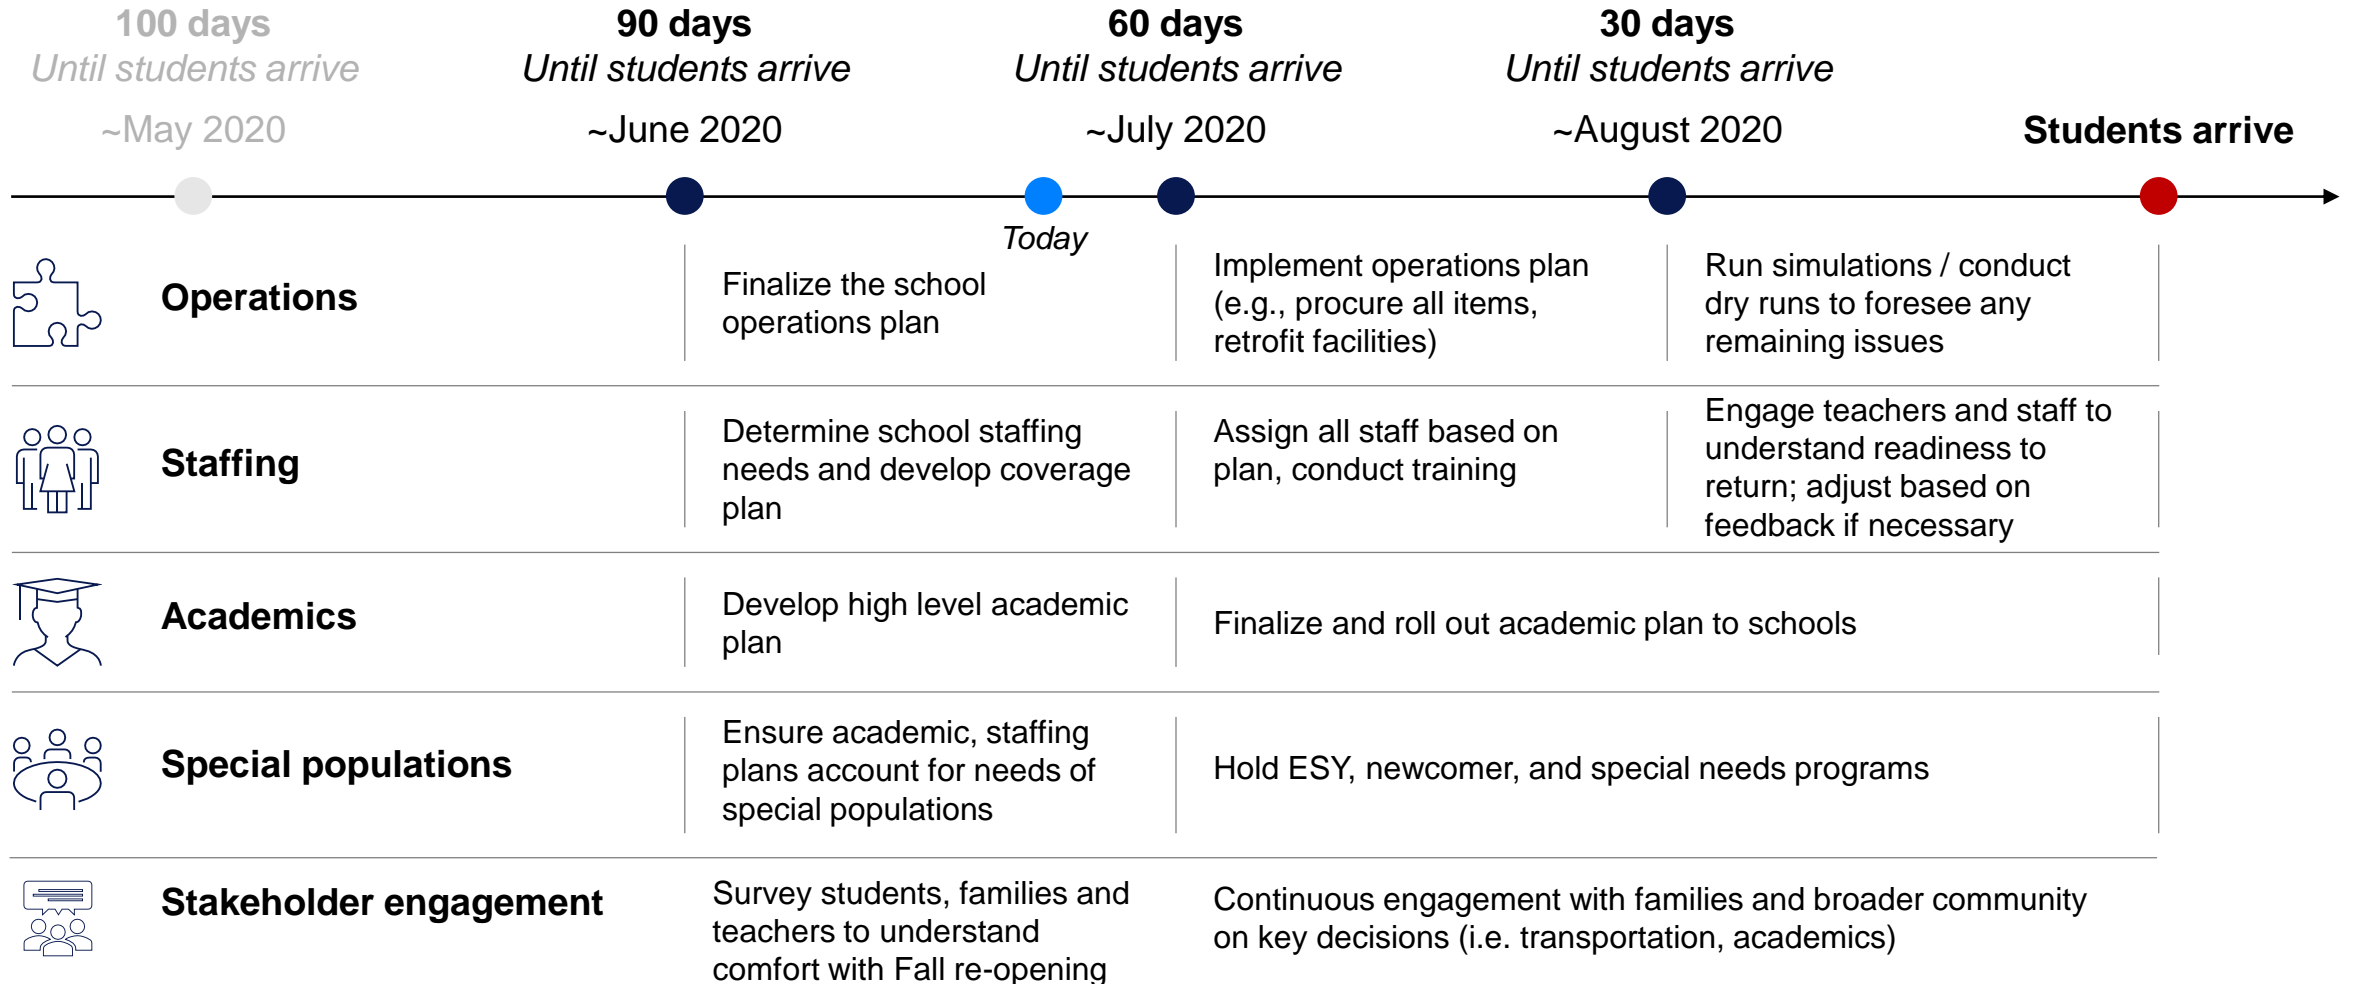 100 days
Until students arrive
~May 2020
90 days
Until students arrive
~June 2020
60 days
Until students arrive
~July 2020
30 days
Until students arrive
~August 2020
Students arrive
Today
Operations
Finalize the school
operations plan
Implement operations plan
(e.g., procure all items,
retrofit facilities)
Run simulations / conduct
dry runs to foresee any
remaining issues
Staffing
Determine school staffing
needs and develop coverage
plan
Assign all staff based on
plan, conduct training
Engage teachers and staff to
understand readiness to
return; adjust based on
feedback if necessary
Academics
Develop high level academic
plan
Finalize and roll out academic plan to schools
Special populations
Ensure academic, staffing
plans account for needs of
special populations
Hold ESY, newcomer, and special needs programs
Stakeholder engagement
Survey students, families and
teachers to understand
comfort with Fall re-opening
Continuous engagement with families and broader community
on key decisions (i.e. transportation, academics)